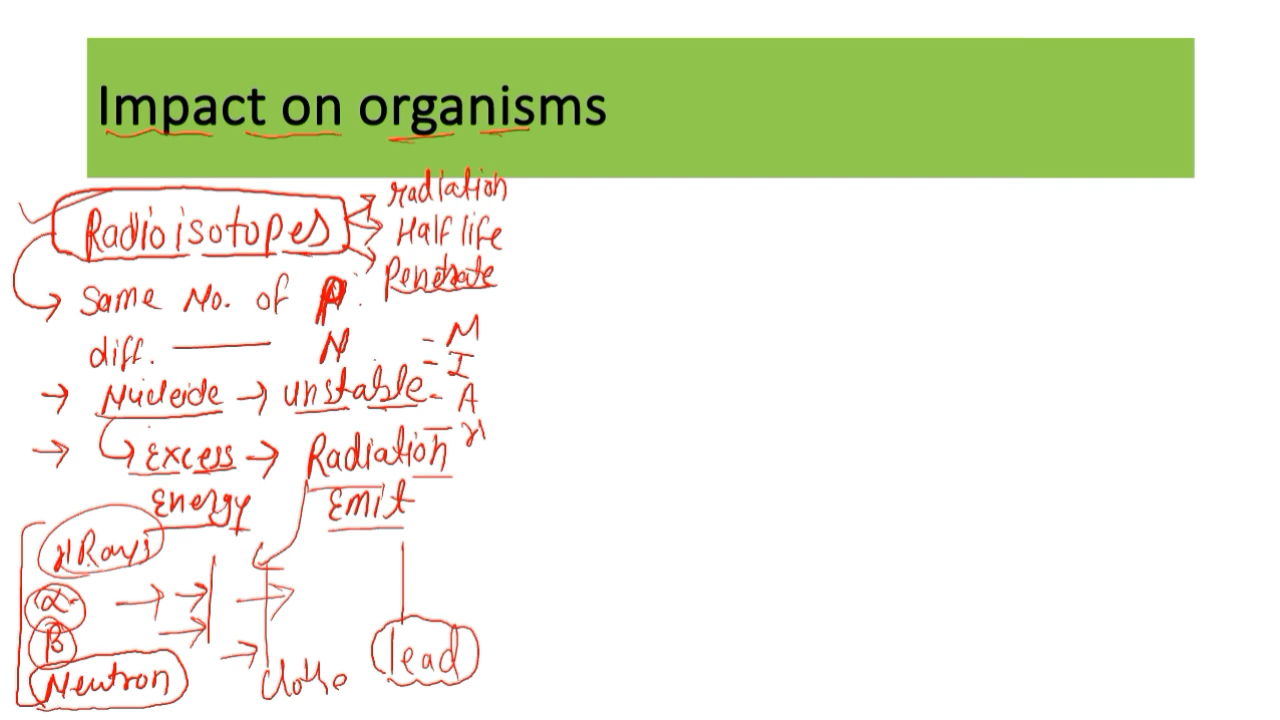 Impact on organisms
Radioisotopes
radiation
Half life
Penetrate
Same No. of P
diff. N
- M
- I
- A
→ Nucleide → unstable
→ Excess → Radiation
Energy Emit
Rays
α
β
Neutron
clothe
lead